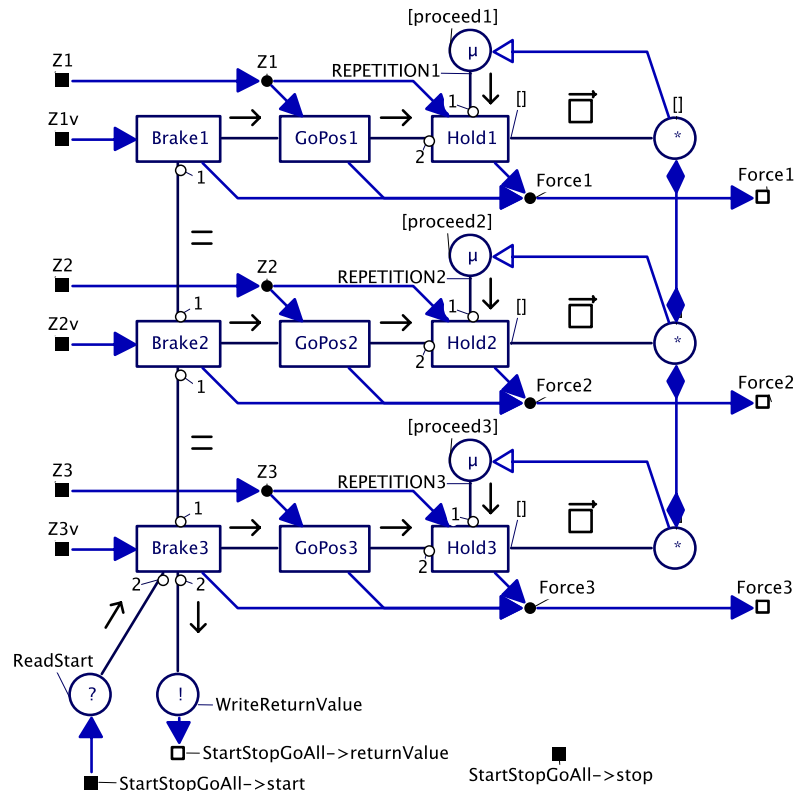 [proceed1]
Z1
Z1
REPETITION1
μ
1
[]
[]
Z1v
Brake1
GoPos1
Hold1
*
2
1
Force1
Force1
[proceed2]
Z2
Z2
REPETITION2
μ
1
[]
1
Z2v
Brake2
GoPos2
Hold2
*
2
1
Force2
Force2
[proceed3]
Z3
Z3
REPETITION3
μ
1
[]
1
Z3v
Brake3
GoPos3
Hold3
*
2
2
2
Force3
Force3
ReadStart
?
!
WriteReturnValue
StartStopGoAll->returnValue
StartStopGoAll->start
StartStopGoAll->stop